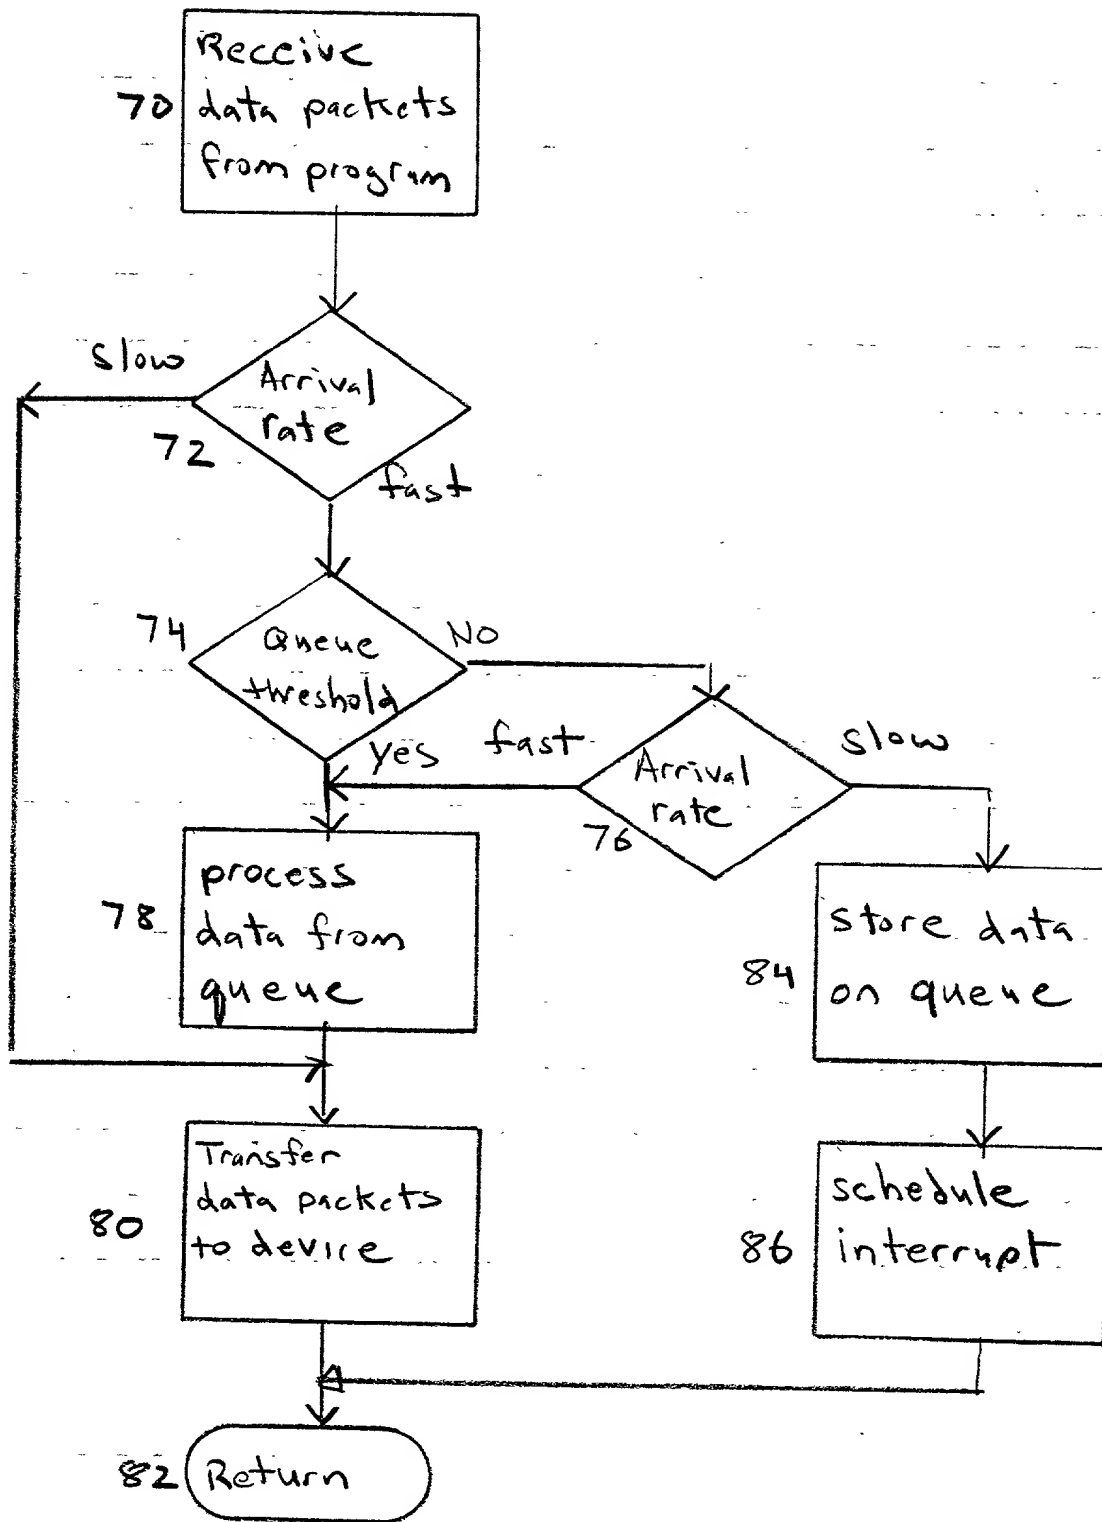 Receive
70 data packets
from program
slow
Arrival
rate
72
fast
74
Queue
threshold
No
yes
fast
slow
Arrival
rate
76
process
78 data from
queue
store data
84 on queue
Transfer
data packets
80 to device
schedule
86 interrupt
82 Return